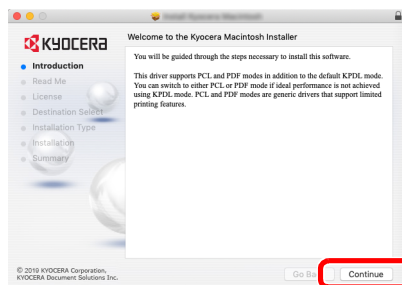 KYOCERA
Welcome to the Kyocera Macintosh Installer
Introduction
Read Me
License
Destination Select
Installation Type
Installation
Summary
You will be guided through the steps necessary to install this software.
This driver supports PCL and PDF modes in addition to the default KPDL mode.
You can switch to either PCL or PDF mode if ideal performance is not achieved
using KPDL mode. PCL and PDF modes are generic drivers that support limited
printing features.
© 2019 KYOCERA Corporation,
KYOCERA Document Solutions Inc.
Go
Continue